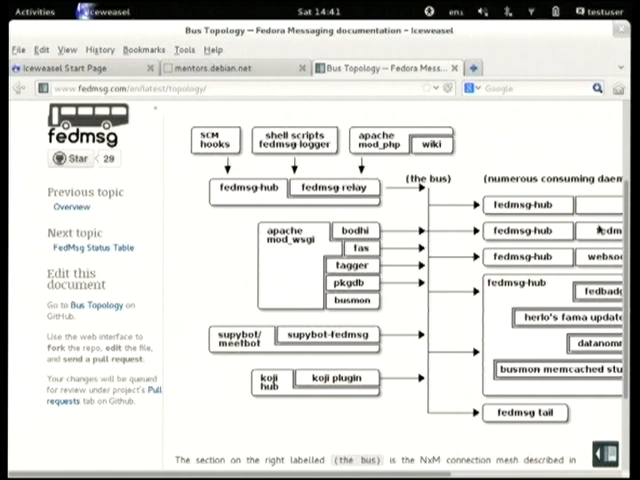 Activities Iceweasel Sat 14:41 en₁ testuser
Bus Topology — Fedora Messaging documentation – Iceweasel
File Edit View History Bookmarks Tools Help
Iceweasel Start Page
mentors.debian.net
Bus Topology — Fedora Mess...
www.fedmsg.com/en/latest/topology/
Google
fedmsg
Star 29
Previous topic
Overview
Next topic
FedMsg Status Table
Edit this
document
Go to Bus Topology on
GitHub.
Use the web interface to
fork the repo, edit the file,
and send a pull request.
Your changes will be queued
for review under project's Pull
requests tab on Github.
SCM
hooks
shell scripts
fedmsg-logger
apache
mod_php
wiki
fedmsg-hub
fedmsg-relay
(the bus)
(numerous consuming daem
apache
mod_wsgi
bodhi
fas
tagger
pkgdb
busmon
supybot/
meetbot
supybot-fedmsg
koji
hub
koji plugin
fedmsg-hub
fedmsg-hub
fedmsg-hub
websoc
fedmsg-hub
fedbadg
herlo's fama update
datanomm
busmon memcached stu
fedmsg-tail
The section on the right labelled (the bus) is the NxM connection mesh described in